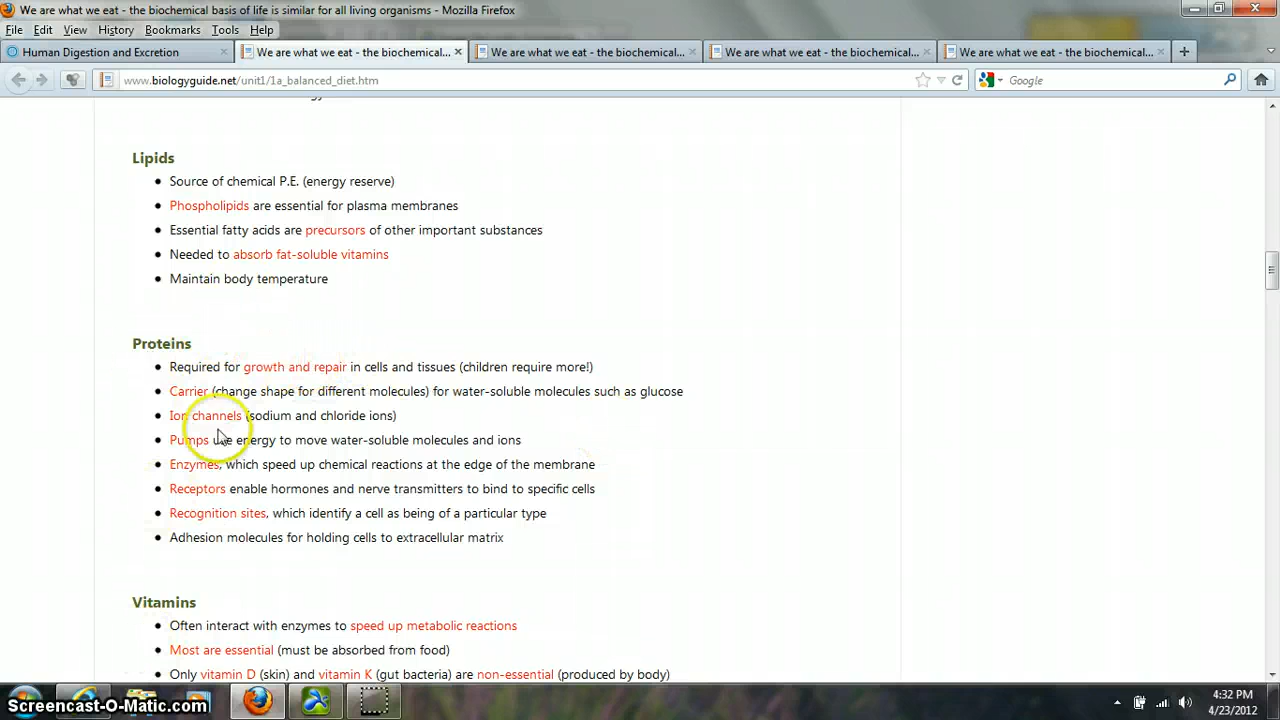 We are what we eat - the biochemical basis of life is similar for all living organisms - Mozilla Firefox
File Edit View History Bookmarks Tools Help
Human Digestion and Excretion × We are what we eat - the biochemical... × We are what we eat - the biochemical... × We are what we eat - the biochemical... × We are what we eat - the biochemical... × +
www.biologyguide.net/unit1/1a_balanced_diet.htm Google
Lipids
• Source of chemical P.E. (energy reserve)
• Phospholipids are essential for plasma membranes
• Essential fatty acids are precursors of other important substances
• Needed to absorb fat-soluble vitamins
• Maintain body temperature
Proteins
• Required for growth and repair in cells and tissues (children require more!)
• Carrier (change shape for different molecules) for water-soluble molecules such as glucose
• Ion channels (sodium and chloride ions)
• Pumps use energy to move water-soluble molecules and ions
• Enzymes, which speed up chemical reactions at the edge of the membrane
• Receptors enable hormones and nerve transmitters to bind to specific cells
• Recognition sites, which identify a cell as being of a particular type
• Adhesion molecules for holding cells to extracellular matrix
Vitamins
• Often interact with enzymes to speed up metabolic reactions
• Most are essential (must be absorbed from food)
• Only vitamin D (skin) and vitamin K (gut bacteria) are non-essential (produced by body)
4:32 PM
4/23/2012
Screencast-O-Matic.com